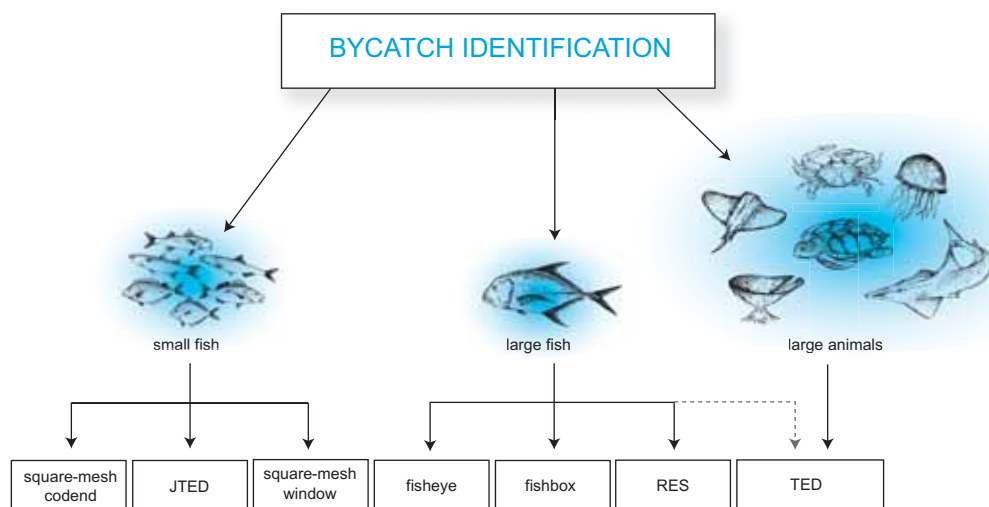 BYCATCH IDENTIFICATION
small fish
large fish
large animals
square-mesh
codend
JTED
square-mesh
window
fisheye
fishbox
RES
TED